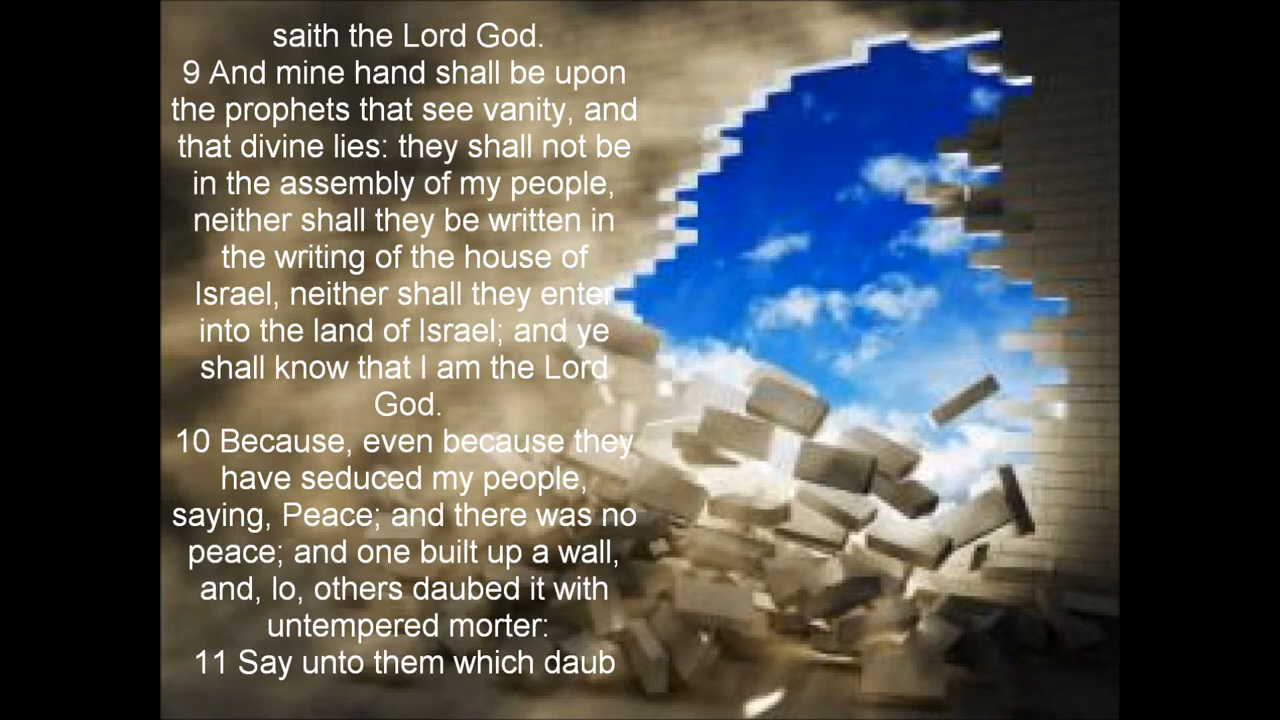 saith the Lord God.
9 And mine hand shall be upon
the prophets that see vanity, and
that divine lies: they shall not be
in the assembly of my people,
neither shall they be written in
the writing of the house of
Israel, neither shall they enter
into the land of Israel; and ye
shall know that I am the Lord
God.
10 Because, even because they
have seduced my people,
saying, Peace; and there was no
peace; and one built up a wall,
and, lo, others daubed it with
untempered morter:
11 Say unto them which daub